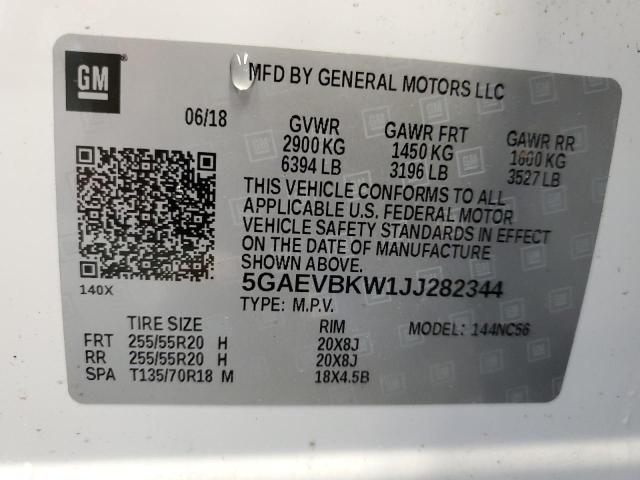 GM
MFD BY GENERAL MOTORS LLC
06/18 GVWR GAWR FRT GAWR RR
2900 KG 1450 KG 1600 KG
6394 LB 3196 LB 3527 LB
THIS VEHICLE CONFORMS TO ALL
APPLICABLE U.S. FEDERAL MOTOR
VEHICLE SAFETY STANDARDS IN EFFECT
ON THE DATE OF MANUFACTURE
SHOWN ABOVE.
140X
5GAEVBKW1JJ282344
TYPE: M.P.V.
TIRE SIZE RIM MODEL: 144NC56
FRT 255/55R20 H 20X8J
RR 255/55R20 H 20X8J
SPA T135/70R18 M 18X4.5B